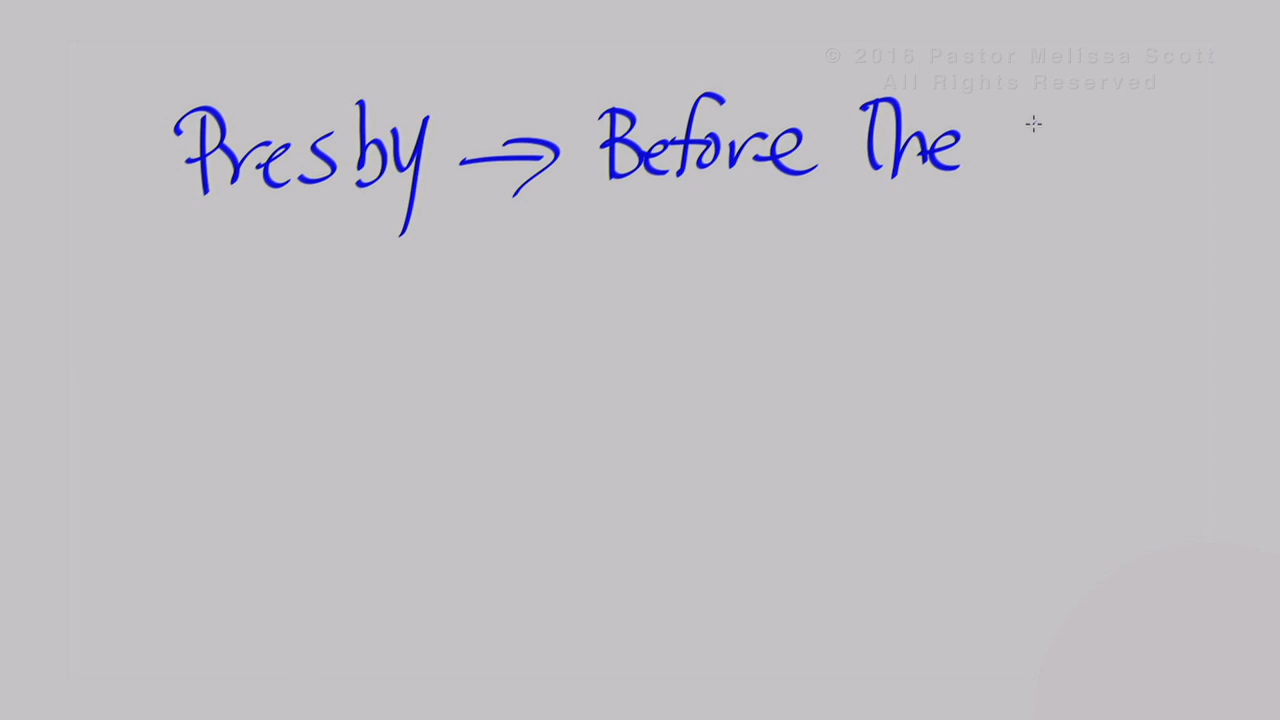 © 2016 Pastor Melissa Scott
All Rights Reserved
Presby → Before The